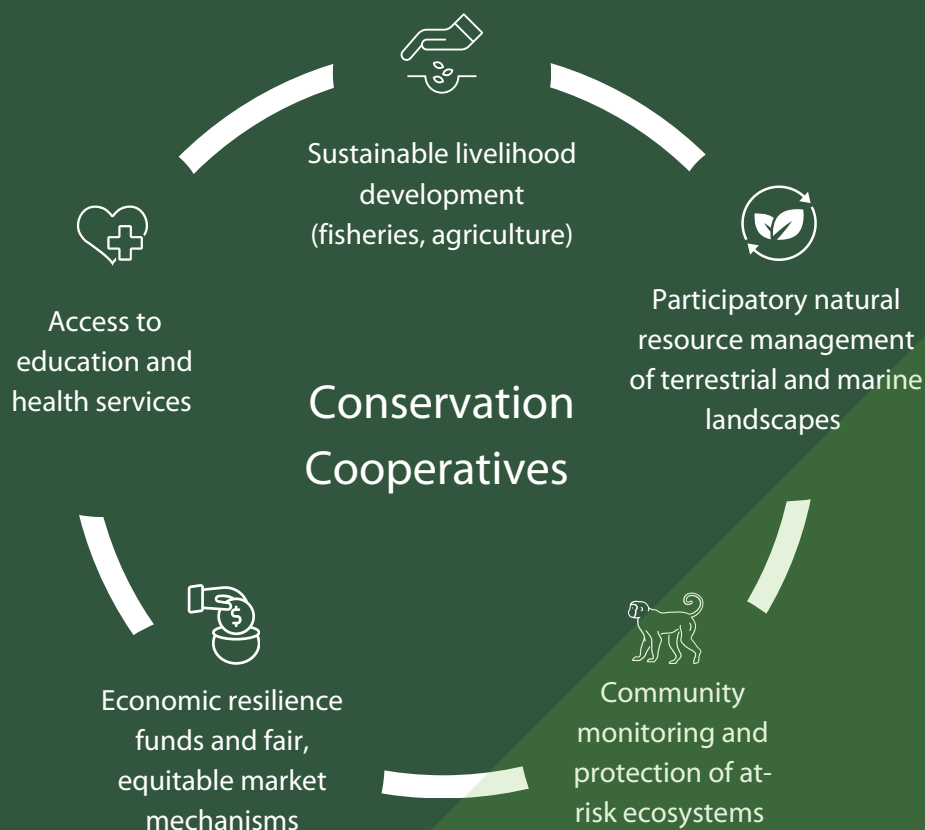 Sustainable livelihood
development
(fisheries, agriculture)
Participatory natural
resource management
of terrestrial and marine
landscapes
Access to
education and
health services
Conservation
Cooperatives
$
Community
monitoring and
protection of at-
risk ecosystems
Economic resilience
funds and fair,
equitable market
mechanisms